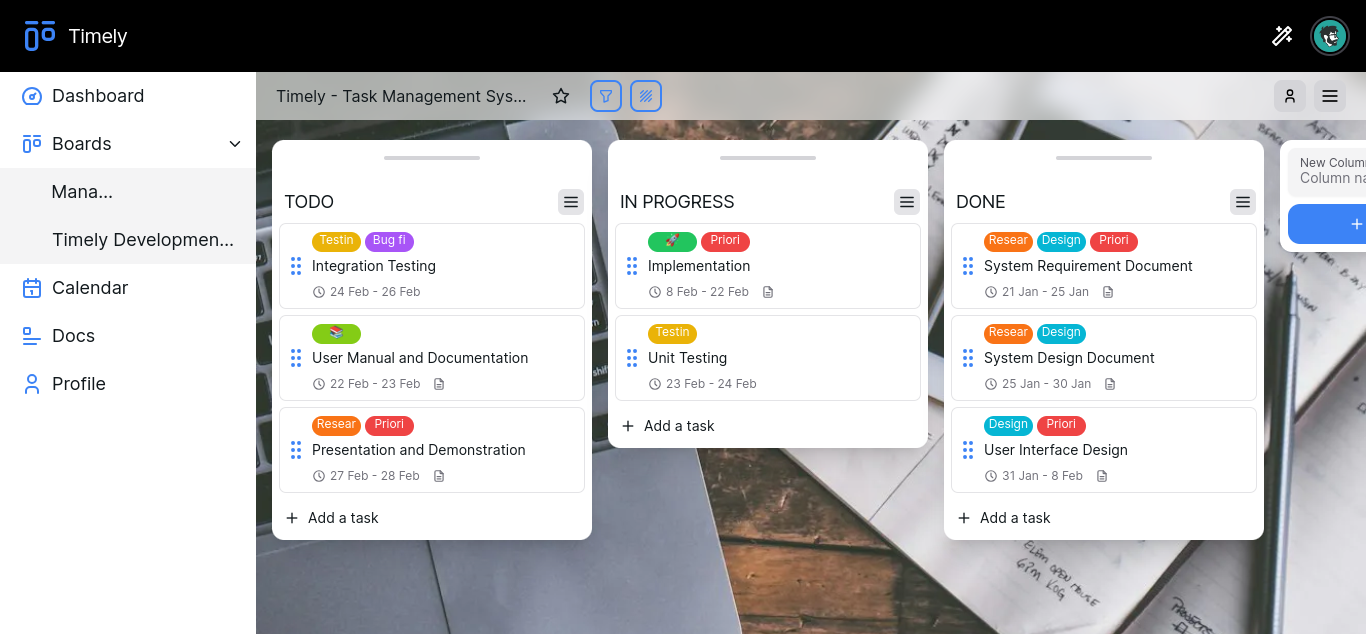 Timely
Dashboard
Boards
Mana...
Timely Developmen...
Calendar
Docs
Profile
Timely - Task Management Sys...
TODO
Testin Bug fi
Integration Testing
24 Feb - 26 Feb
📚
User Manual and Documentation
22 Feb - 23 Feb
Resear Priori
Presentation and Demonstration
27 Feb - 28 Feb
+ Add a task
IN PROGRESS
🚀 Priori
Implementation
8 Feb - 22 Feb
Testin
Unit Testing
23 Feb - 24 Feb
+ Add a task
DONE
Resear Design Priori
System Requirement Document
21 Jan - 25 Jan
Resear Design
System Design Document
25 Jan - 30 Jan
Design Priori
User Interface Design
31 Jan - 8 Feb
+ Add a task
New Colum
Column na
+
shift